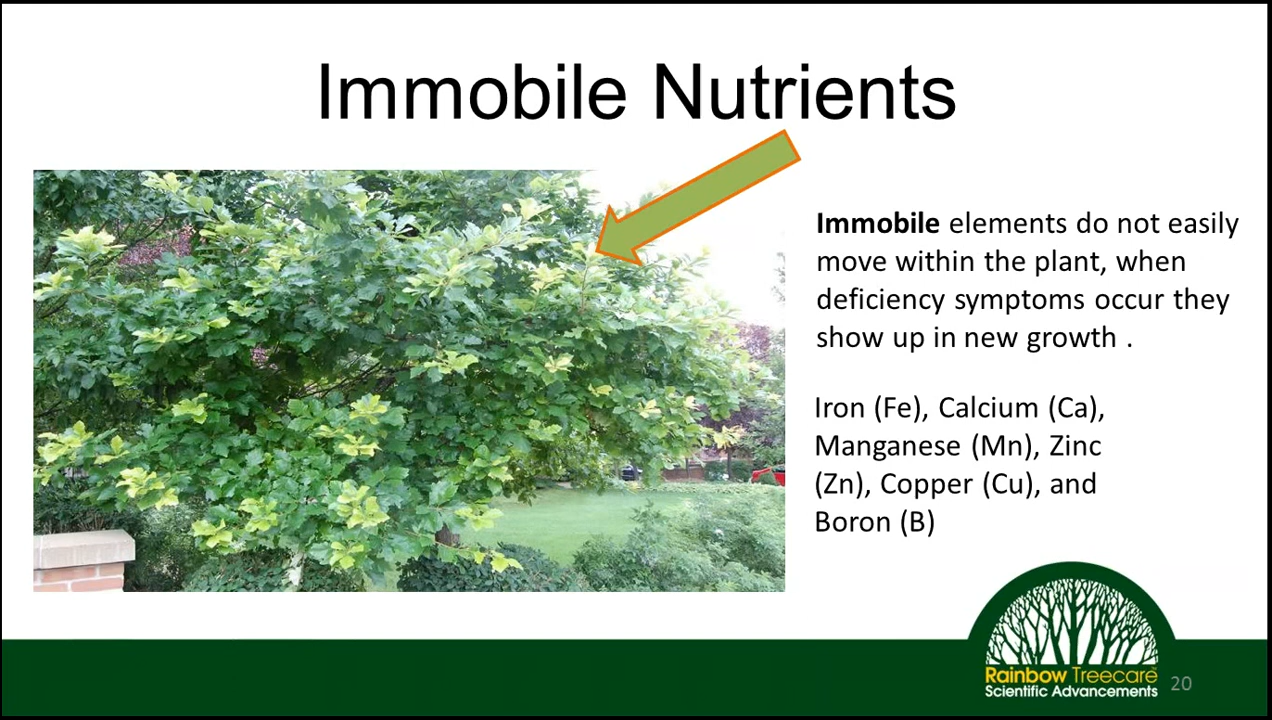 Immobile Nutrients
Immobile elements do not easily
move within the plant, when
deficiency symptoms occur they
show up in new growth .
Iron (Fe), Calcium (Ca),
Manganese (Mn), Zinc
(Zn), Copper (Cu), and
Boron (B)
Rainbow Treecare
Scientific Advancements
20